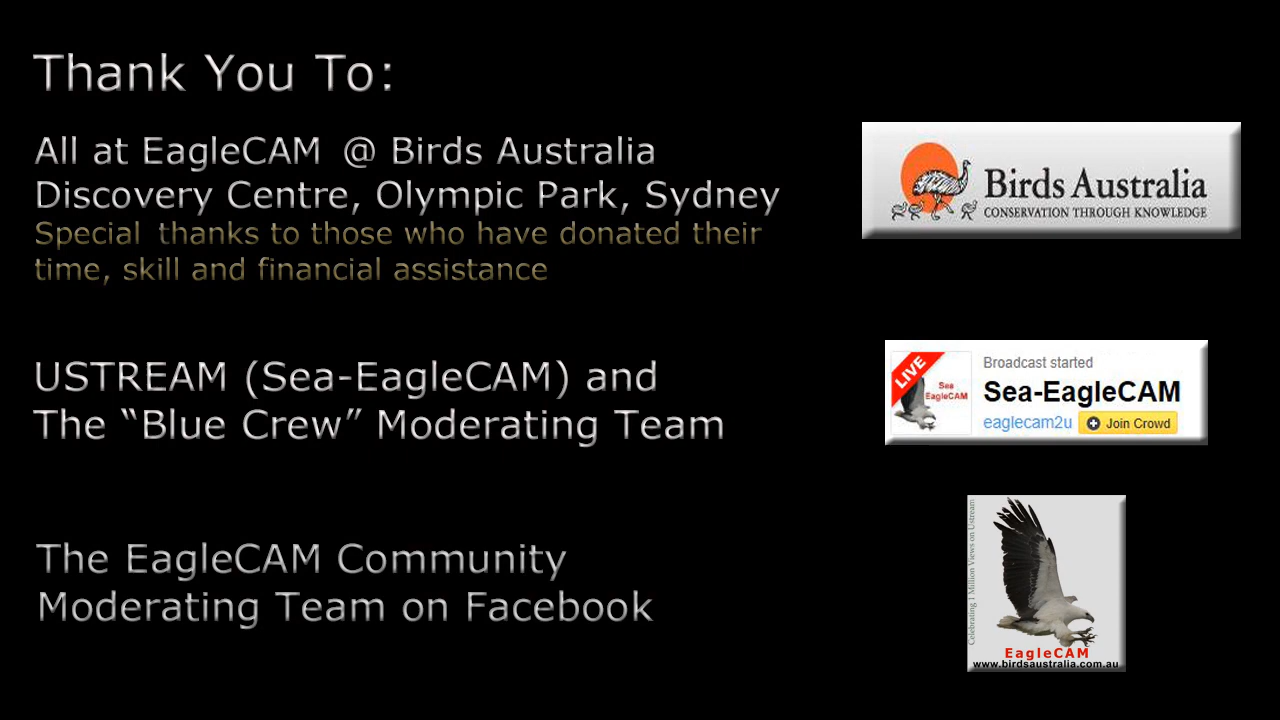 Thank You To:
All at EagleCAM @ Birds Australia
Discovery Centre, Olympic Park, Sydney
Special thanks to those who have donated their
time, skill and financial assistance
Birds Australia
CONSERVATION THROUGH KNOWLEDGE
USTREAM (Sea-EagleCAM) and
The “Blue Crew” Moderating Team
LIVE
Sea
EagleCAM
Broadcast started
Sea-EagleCAM
eaglecam2u
Join Crowd
The EagleCAM Community
Moderating Team on Facebook
Celebrating 1 Million Views on Ustream
EagleCAM
www.birdsaustralia.com.au